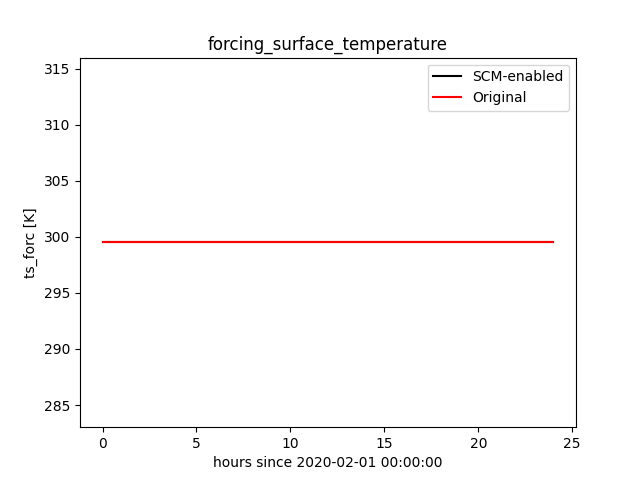 forcing_surface_temperature
SCM-enabled
Original
ts_forc [K]
315
310
305
300
295
290
285
0 5 10 15 20 25
hours since 2020-02-01 00:00:00